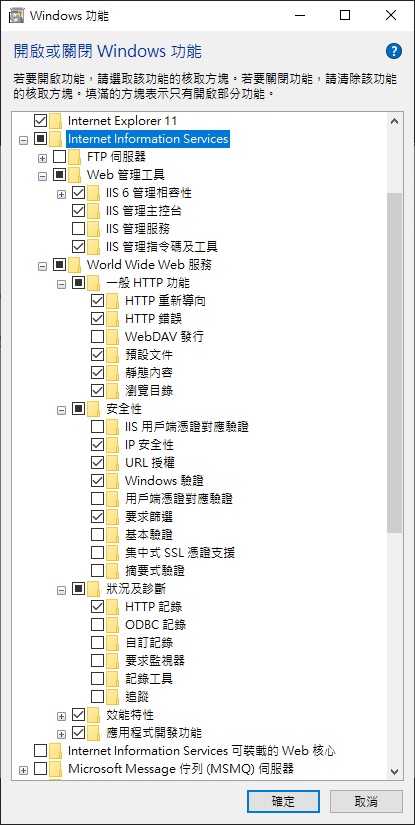 Windows 功能
開啟或關閉 Windows 功能
若要開啟功能，請選取該功能的核取方塊。若要關閉功能，請清除該功能
的核取方塊。填滿的方塊表示只有開啟部分功能。
Internet Explorer 11
Internet Information Services
FTP 伺服器
Web 管理工具
IIS 6 管理相容性
IIS 管理主控台
IIS 管理服務
IIS 管理指令碼及工具
World Wide Web 服務
一般 HTTP 功能
HTTP 重新導向
HTTP 錯誤
WebDAV 發行
預設文件
靜態內容
瀏覽目錄
安全性
IIS 用戶端憑證對應驗證
IP 安全性
URL 授權
Windows 驗證
用戶端憑證對應驗證
要求篩選
基本驗證
集中式 SSL 憑證支援
摘要式驗證
狀況及診斷
HTTP 記錄
ODBC 記錄
自訂記錄
要求監視器
記錄工具
追蹤
效能特性
應用程式開發功能
Internet Information Services 可裝載的 Web 核心
Microsoft Message 佇列 (MSMQ) 伺服器
確定
取消